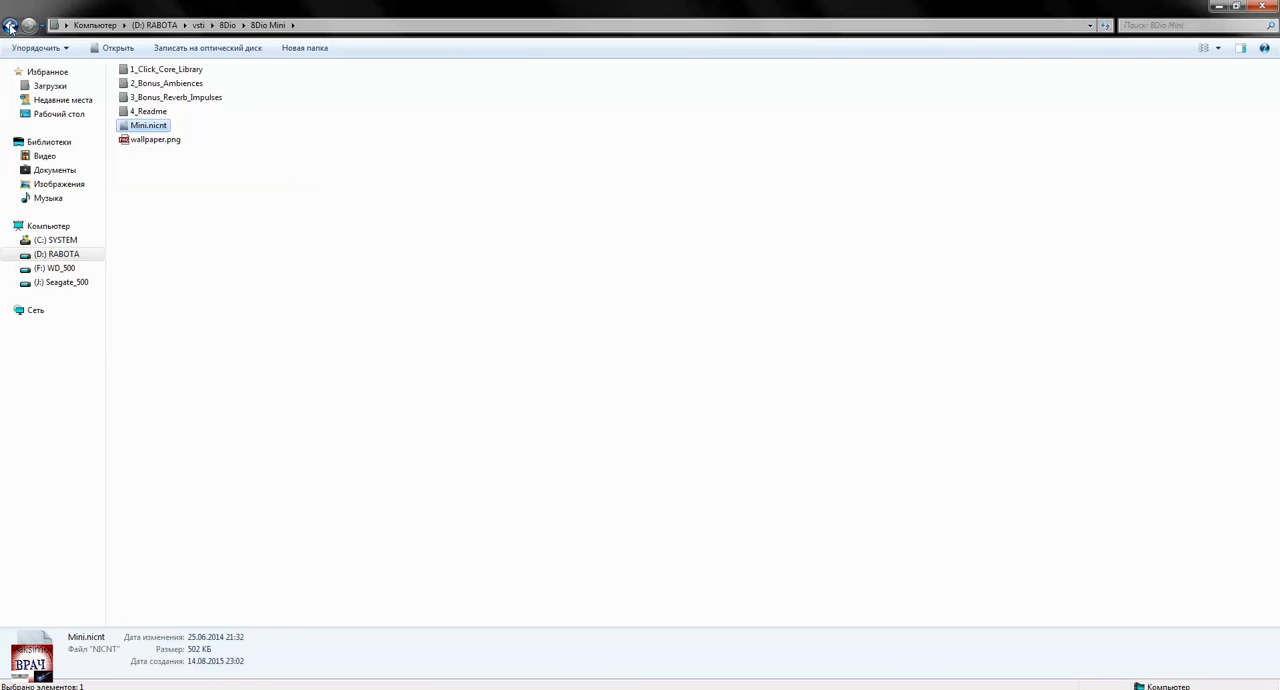 Компьютер ▸ (D:) RABOTA ▸ vsti ▸ 8Dio ▸ 8Dio Mini ▸
Поиск: 8Dio Mini
Упорядочить ▾ Открыть Записать на оптический диск Новая папка
Избранное
Загрузки
Недавние места
Рабочий стол
Библиотеки
Видео
Документы
Изображения
Музыка
Компьютер
(C:) SYSTEM
(D:) RABOTA
(F:) WD_500
(J:) Seagate_500
Сеть
1_Click_Core_Library
2_Bonus_Ambiences
3_Bonus_Reverb_Impulses
4_Readme
Mini.nicnt
wallpaper.png
Mini.nicnt Дата изменения: 25.06.2014 21:32
Файл "NICNT" Размер: 502 КБ
Дата создания: 14.08.2015 23:02
ВРАЧ
Выбрано элементов: 1
Компьютер